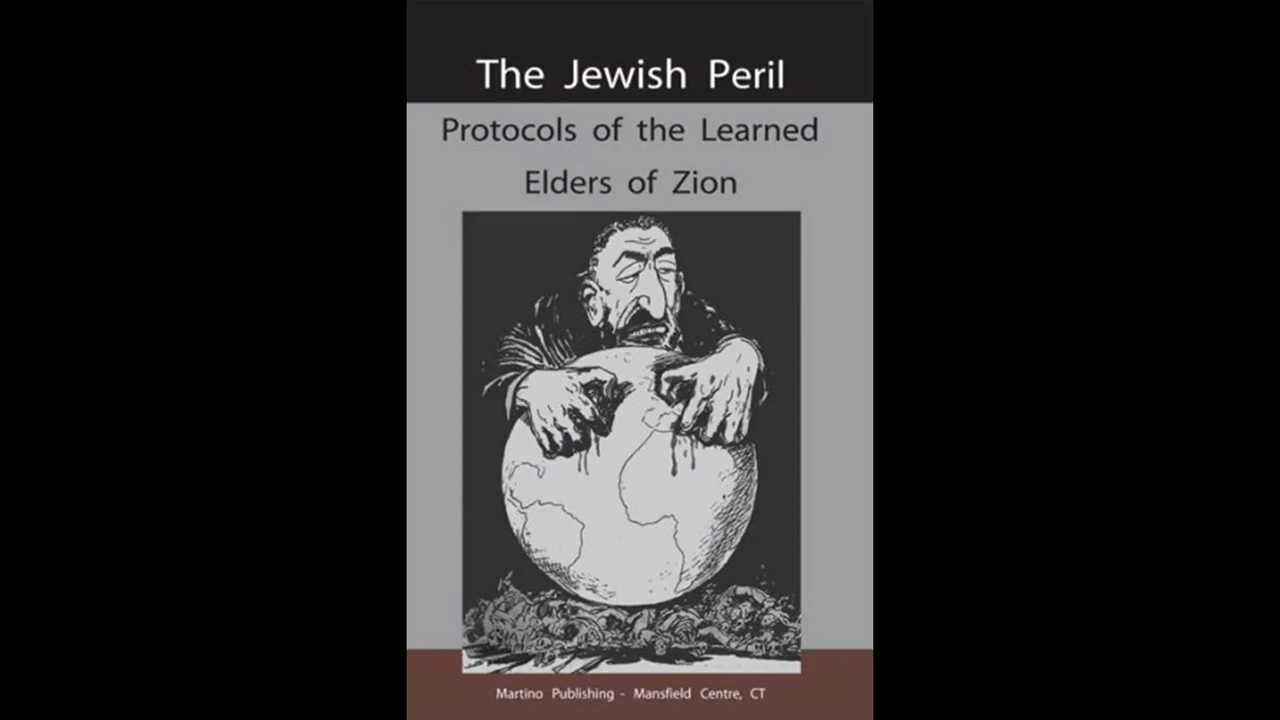 The Jewish Peril
Protocols of the Learned
Elders of Zion
Martino Publishing - Mansfield Centre, CT